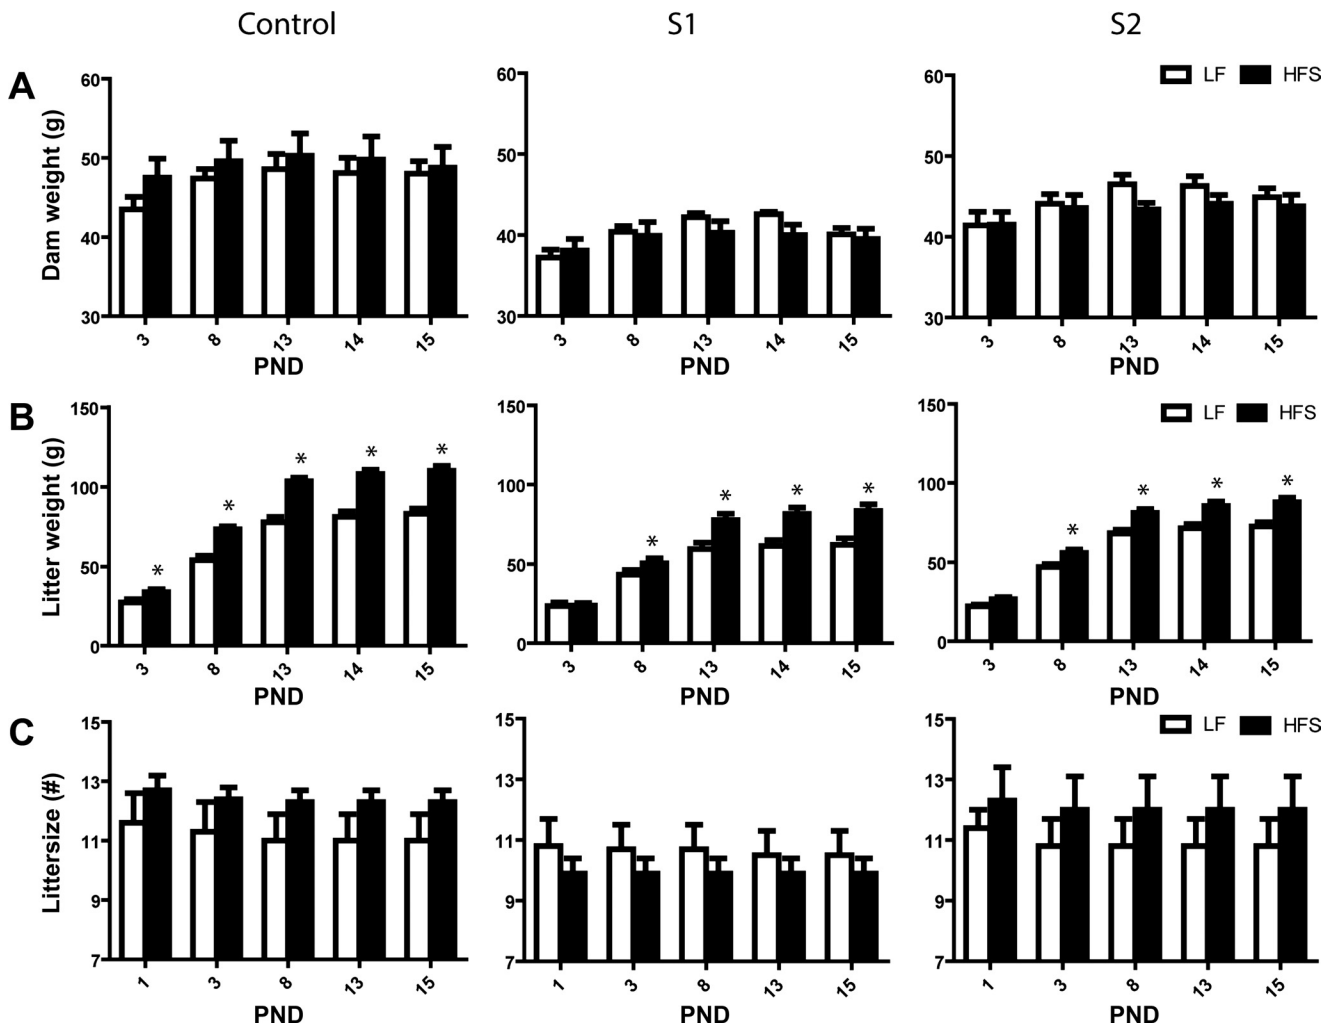 Control S1 S2
A
LF HFS
Dam weight (g)
60 60 60
50 50 50
40 40 40
30 30 30
3 8 13 14 15 3 8 13 14 15 3 8 13 14 15
PND PND PND
B
LF HFS
Litter weight (g)
150 150 150
100 100 100
50 50 50
0 0 0
* * * * * * * * * * * * *
3 8 13 14 15 3 8 13 14 15 3 8 13 14 15
PND PND PND
C
LF HFS
Littersize (#)
15 15 15
13 13 13
11 11 11
9 9 9
7 7 7
1 3 8 13 15 1 3 8 13 15 1 3 8 13 15
PND PND PND